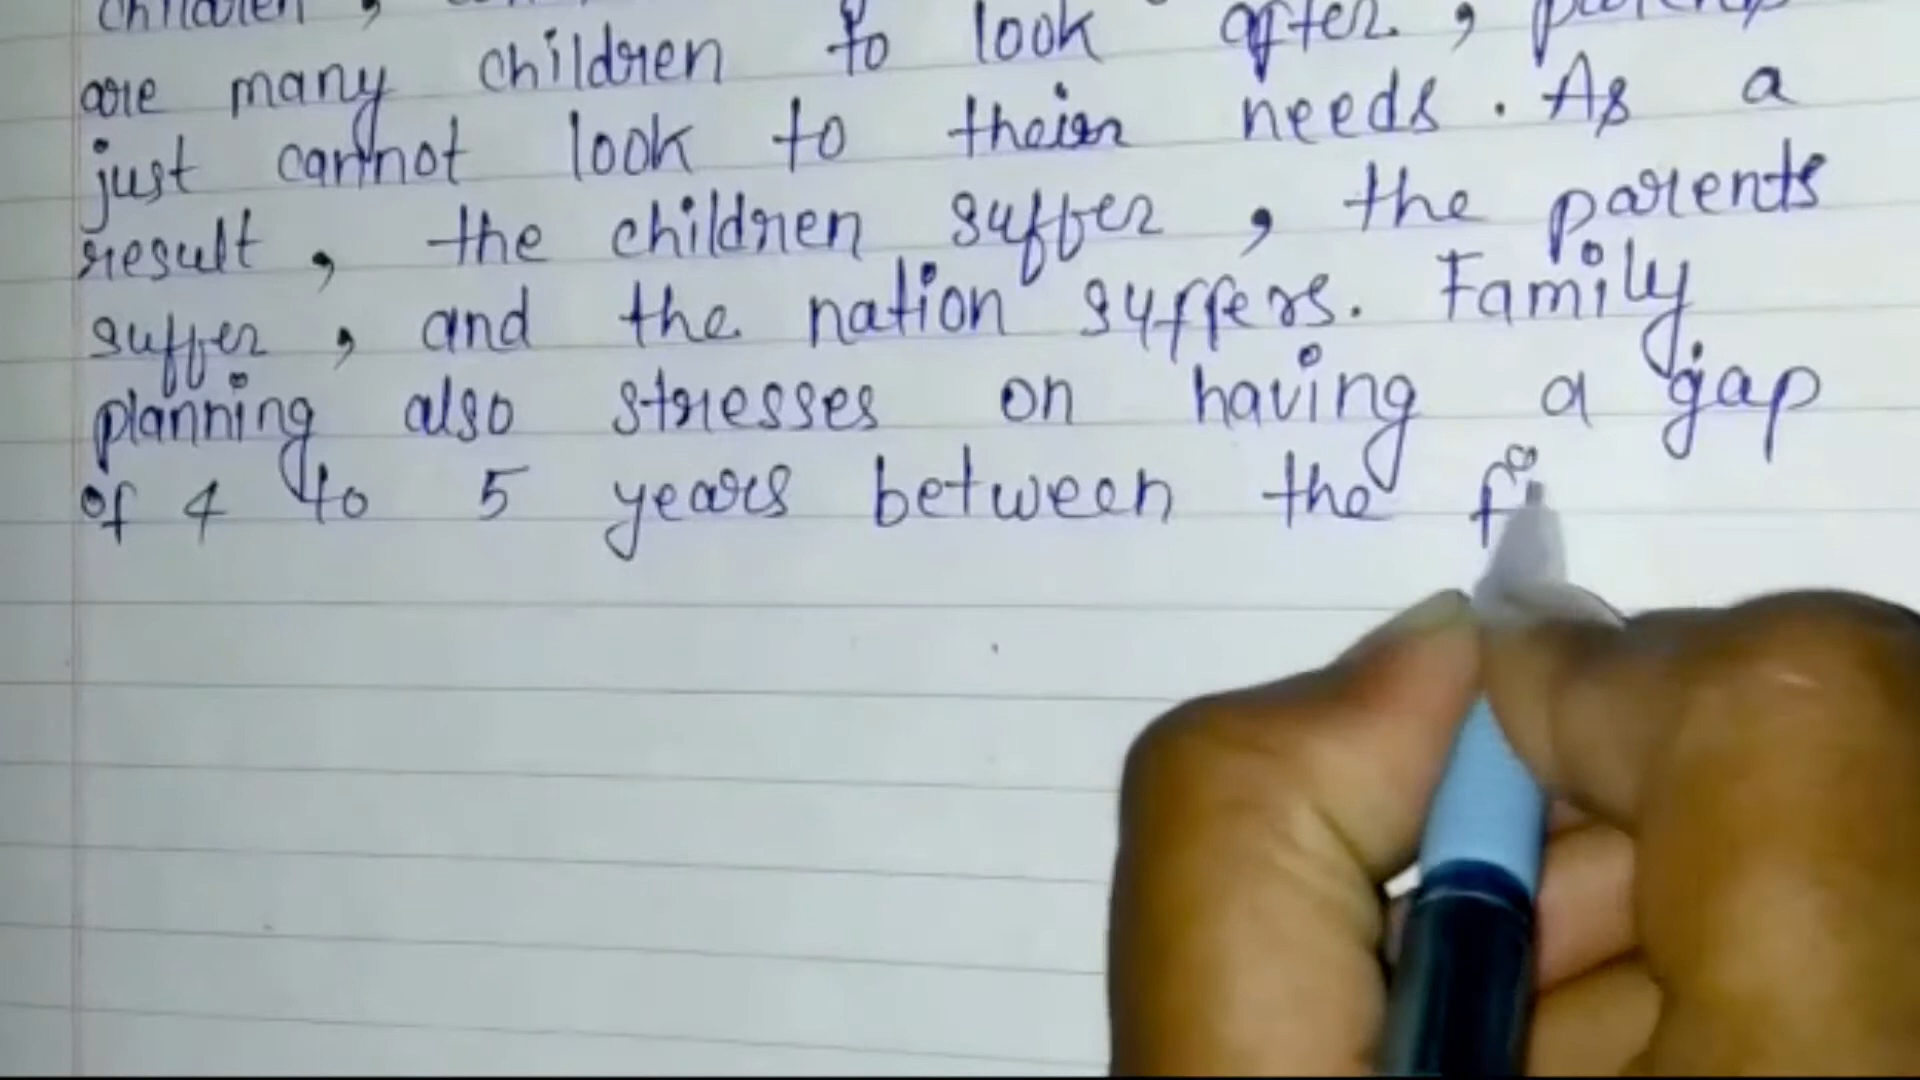 children ,
are many children to look after , parents
just cannot look to their needs . As a
result , the children suffer , the parents
suffer , and the nation suffers. Family
planning also stresses on having a gap
of 4 to 5 years between the